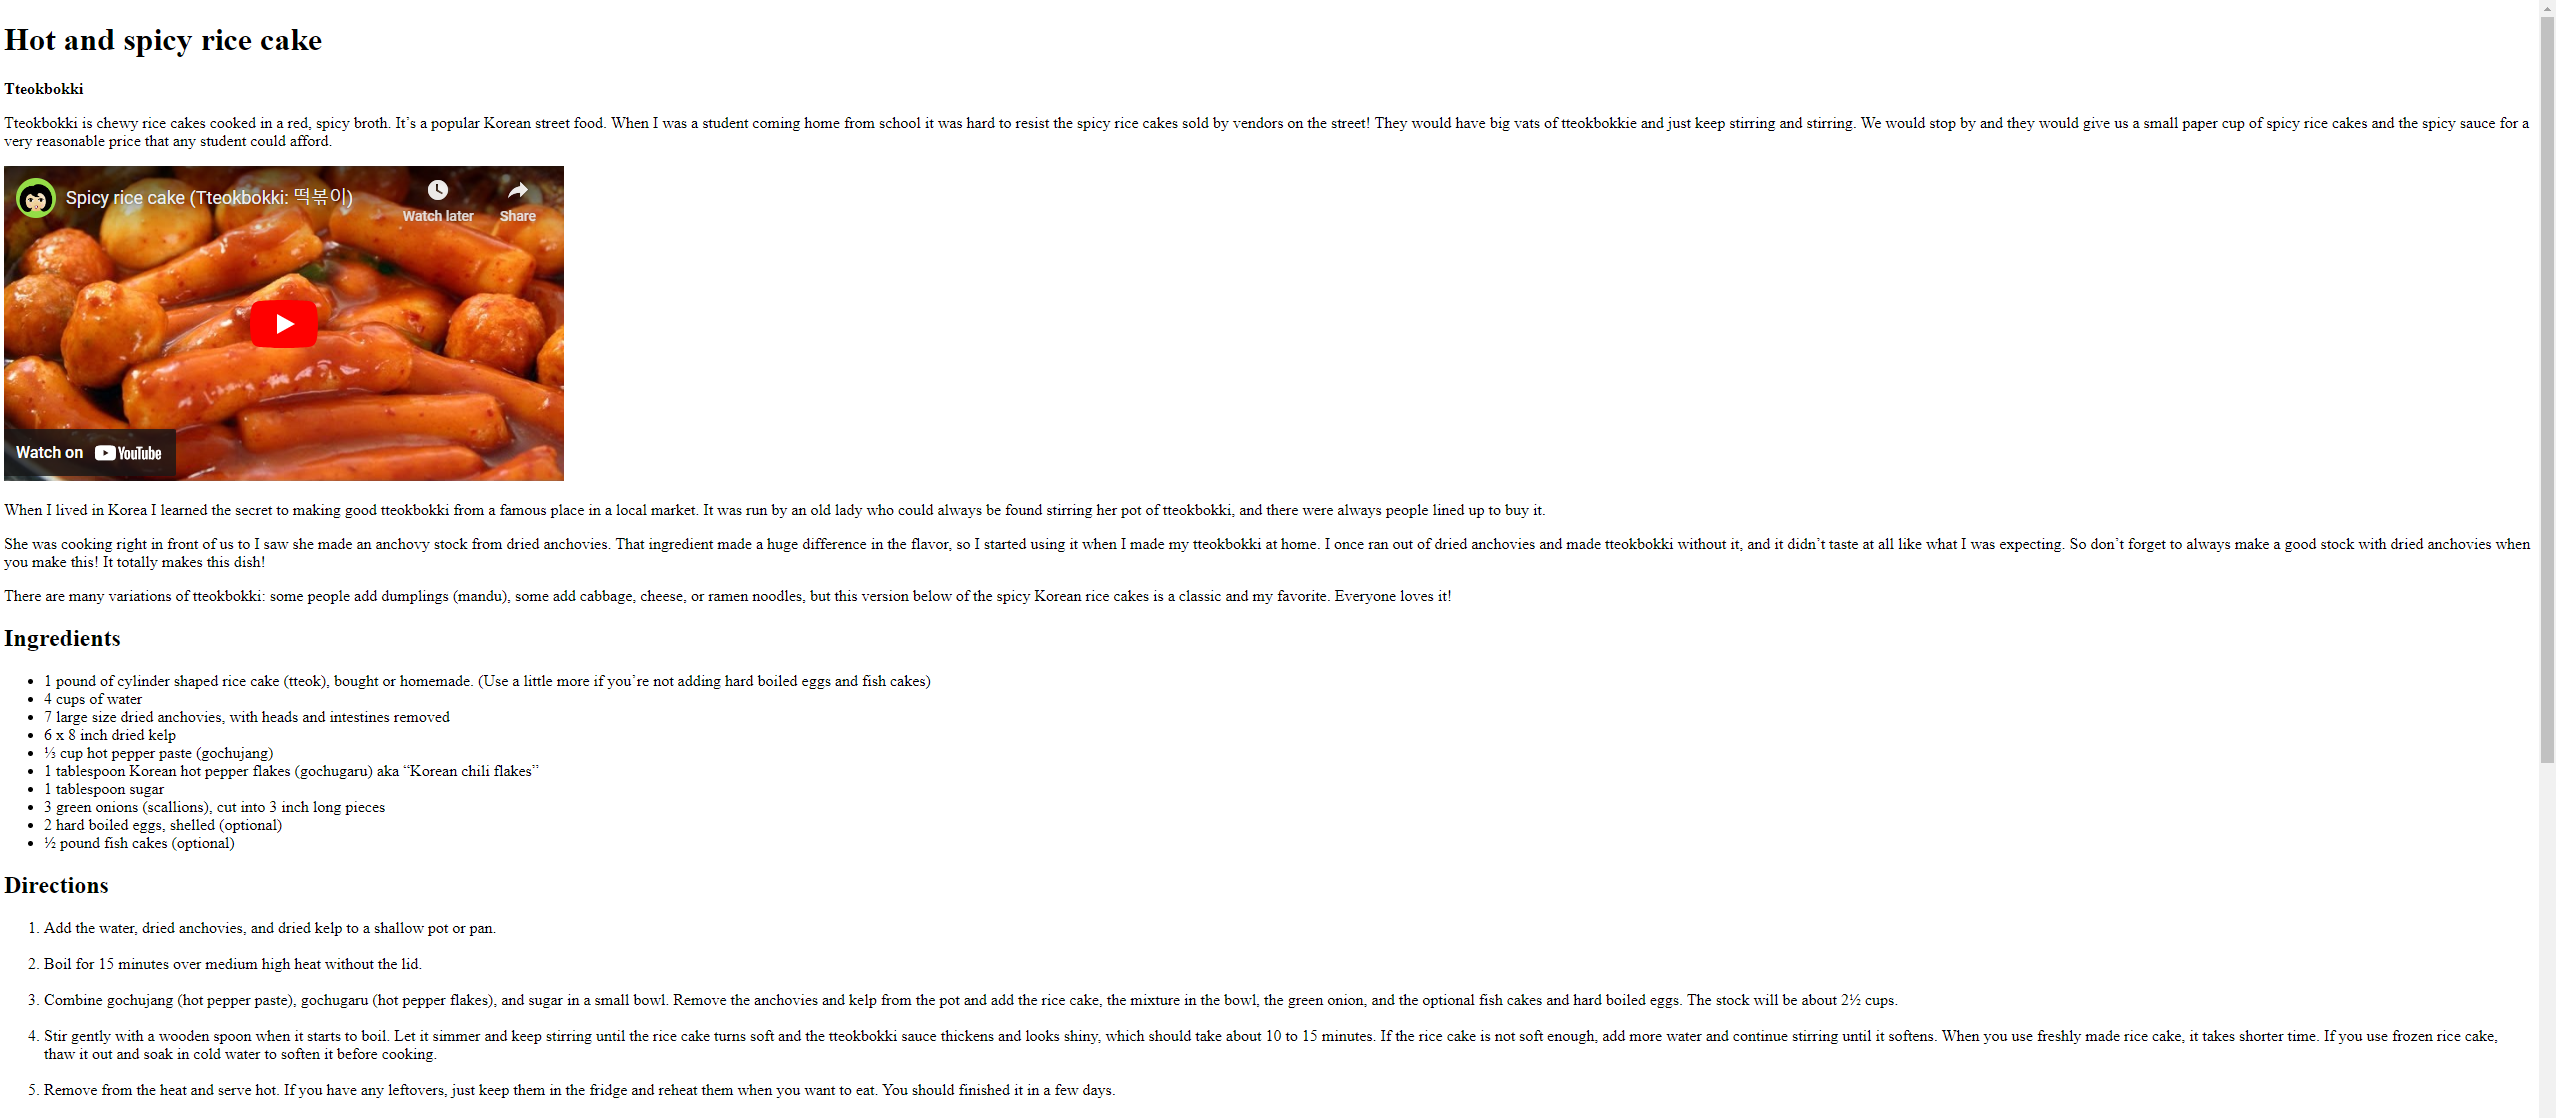 Hot and spicy rice cake
Tteokbokki
Tteokbokki is chewy rice cakes cooked in a red, spicy broth. It’s a popular Korean street food. When I was a student coming home from school it was hard to resist the spicy rice cakes sold by vendors on the street! They would have big vats of tteokbokkie and just keep stirring and stirring. We would stop by and they would give us a small paper cup of spicy rice cakes and the spicy sauce for a
very reasonable price that any student could afford.
Spicy rice cake (Tteokbokki: 떡볶이)
Watch later
Share
Watch on YouTube
When I lived in Korea I learned the secret to making good tteokbokki from a famous place in a local market. It was run by an old lady who could always be found stirring her pot of tteokbokki, and there were always people lined up to buy it.
She was cooking right in front of us to I saw she made an anchovy stock from dried anchovies. That ingredient made a huge difference in the flavor, so I started using it when I made my tteokbokki at home. I once ran out of dried anchovies and made tteokbokki without it, and it didn’t taste at all like what I was expecting. So don’t forget to always make a good stock with dried anchovies when
you make this! It totally makes this dish!
There are many variations of tteokbokki: some people add dumplings (mandu), some add cabbage, cheese, or ramen noodles, but this version below of the spicy Korean rice cakes is a classic and my favorite. Everyone loves it!
Ingredients
• 1 pound of cylinder shaped rice cake (tteok), bought or homemade. (Use a little more if you’re not adding hard boiled eggs and fish cakes)
• 4 cups of water
• 7 large size dried anchovies, with heads and intestines removed
• 6 x 8 inch dried kelp
• ⅓ cup hot pepper paste (gochujang)
• 1 tablespoon Korean hot pepper flakes (gochugaru) aka “Korean chili flakes”
• 1 tablespoon sugar
• 3 green onions (scallions), cut into 3 inch long pieces
• 2 hard boiled eggs, shelled (optional)
• ½ pound fish cakes (optional)
Directions
1. Add the water, dried anchovies, and dried kelp to a shallow pot or pan.
2. Boil for 15 minutes over medium high heat without the lid.
3. Combine gochujang (hot pepper paste), gochugaru (hot pepper flakes), and sugar in a small bowl. Remove the anchovies and kelp from the pot and add the rice cake, the mixture in the bowl, the green onion, and the optional fish cakes and hard boiled eggs. The stock will be about 2½ cups.
4. Stir gently with a wooden spoon when it starts to boil. Let it simmer and keep stirring until the rice cake turns soft and the tteokbokki sauce thickens and looks shiny, which should take about 10 to 15 minutes. If the rice cake is not soft enough, add more water and continue stirring until it softens. When you use freshly made rice cake, it takes shorter time. If you use frozen rice cake,
thaw it out and soak in cold water to soften it before cooking.
5. Remove from the heat and serve hot. If you have any leftovers, just keep them in the fridge and reheat them when you want to eat. You should finished it in a few days.